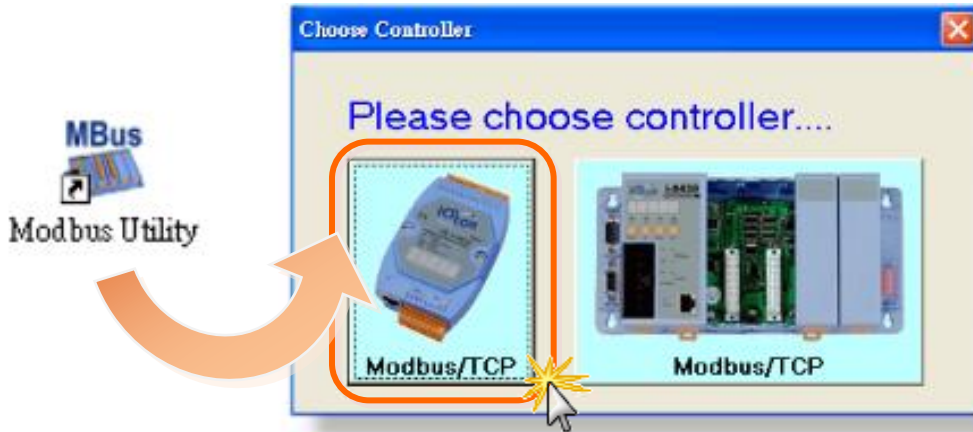 Choose Controller
Please choose controller....
MBus
Modbus Utility
Modbus/TCP
Modbus/TCP